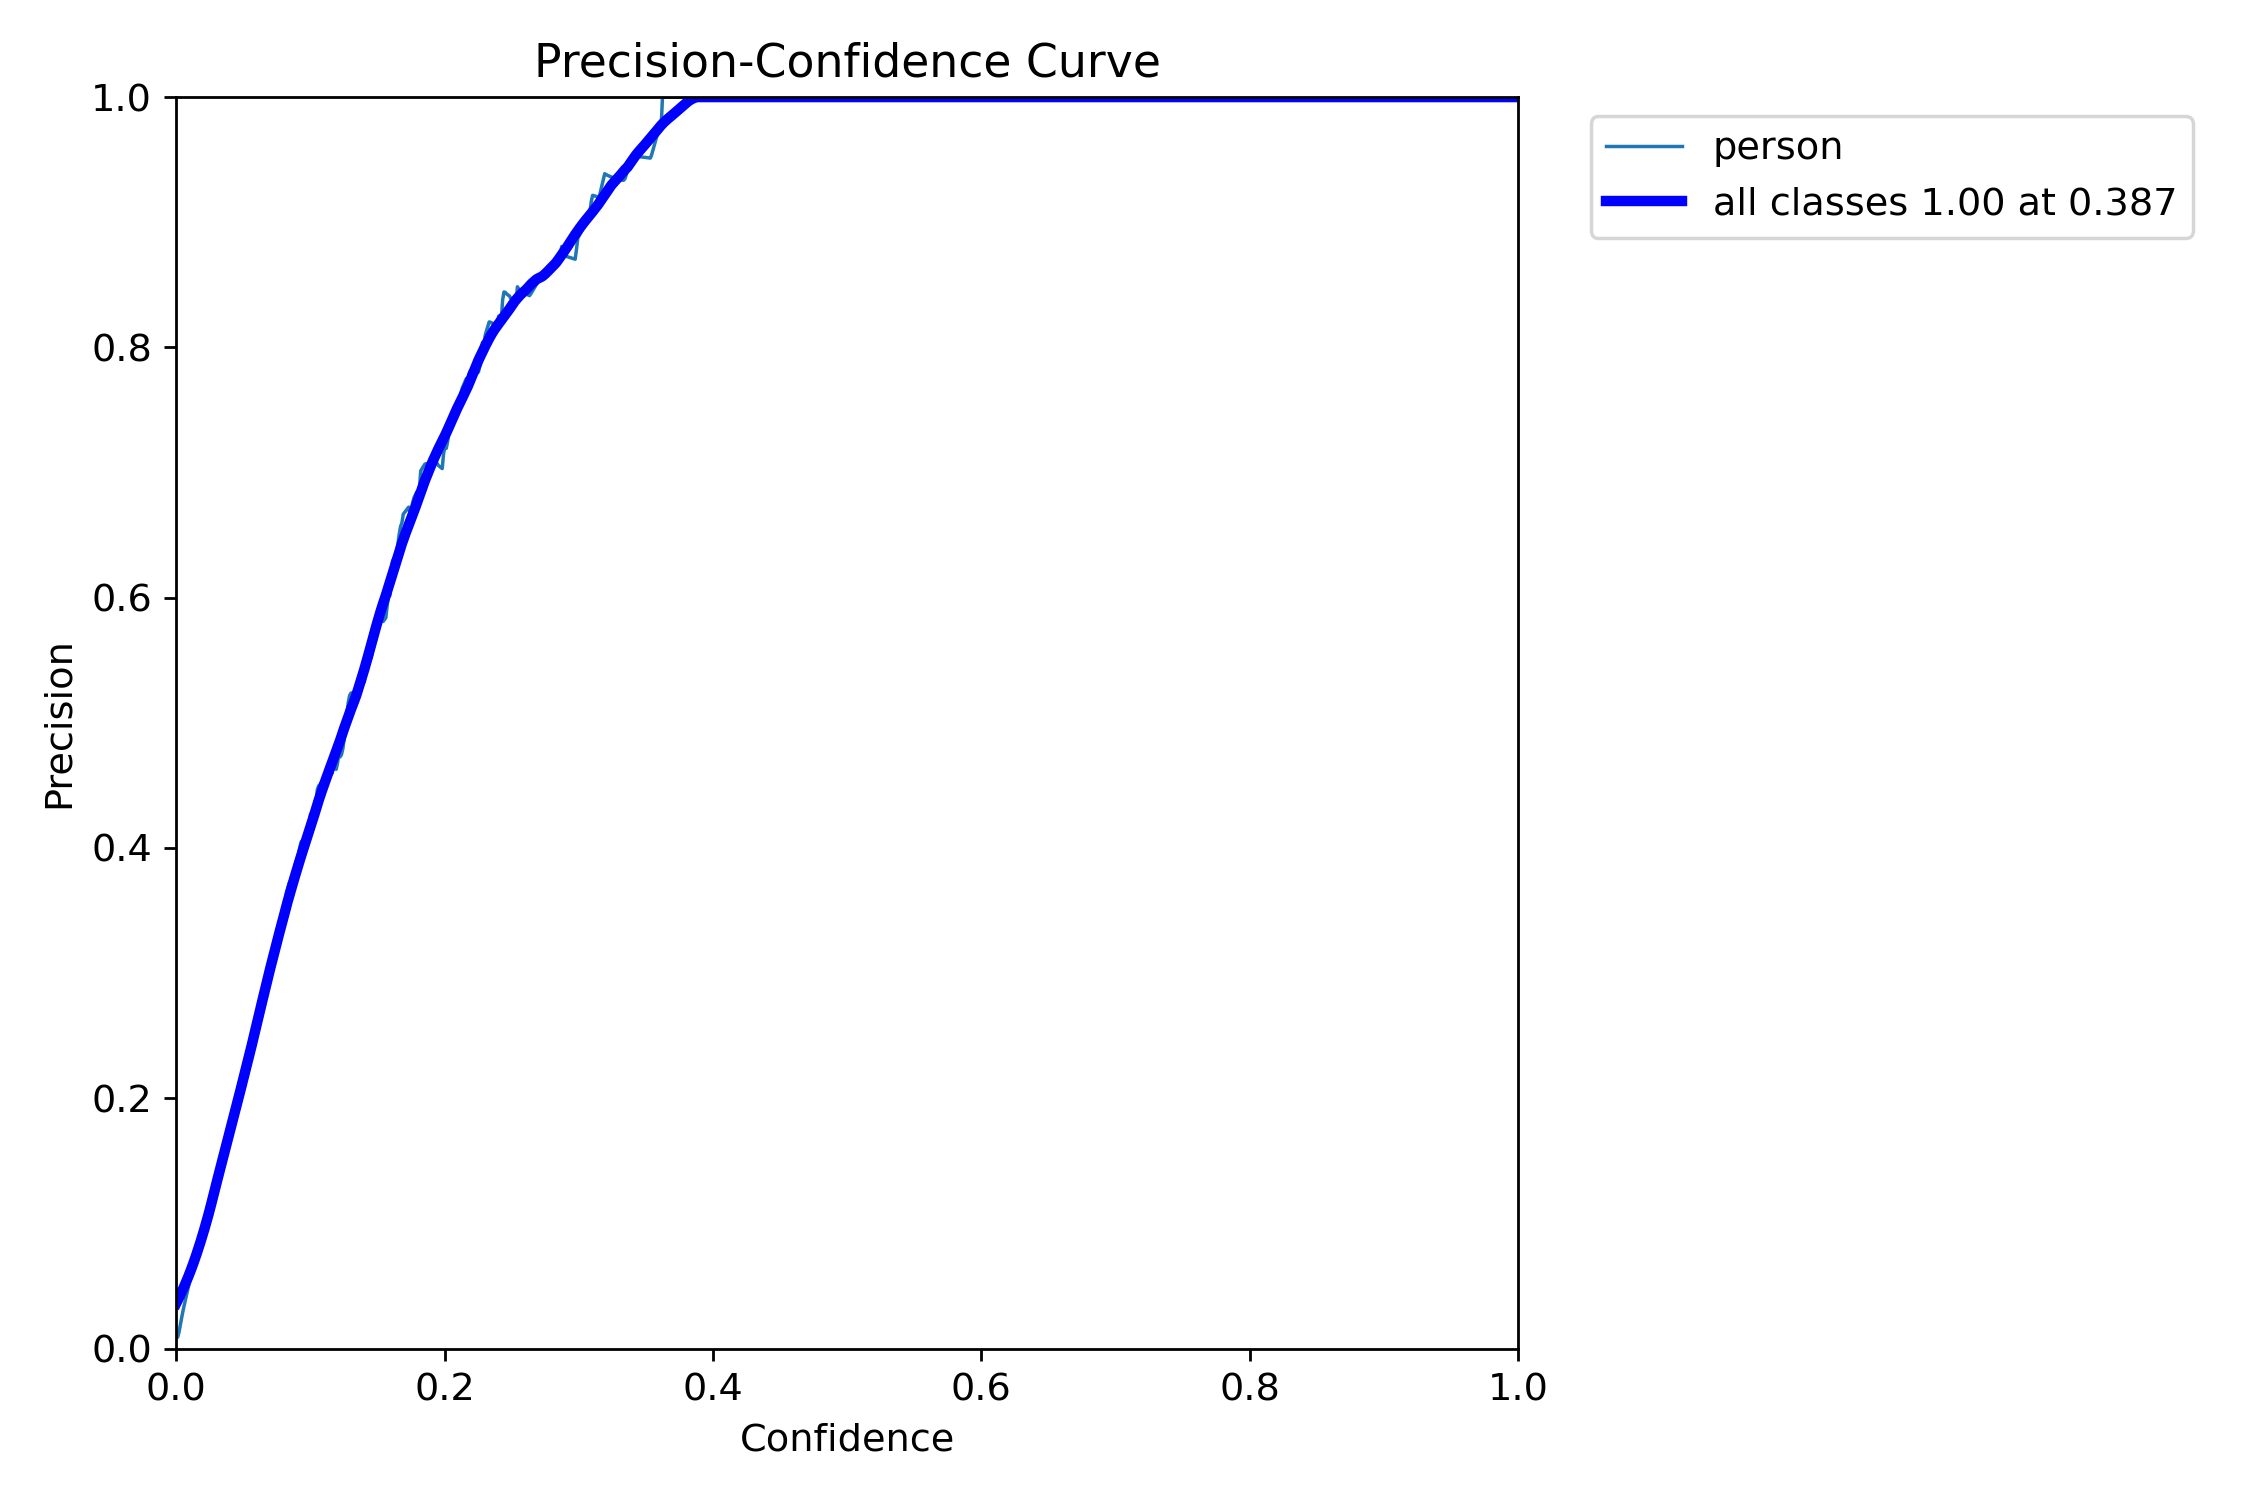 Precision-Confidence Curve
1.0
0.8
0.6
0.4
0.2
0.0
Precision
0.0 0.2 0.4 0.6 0.8 1.0
Confidence
person
all classes 1.00 at 0.387